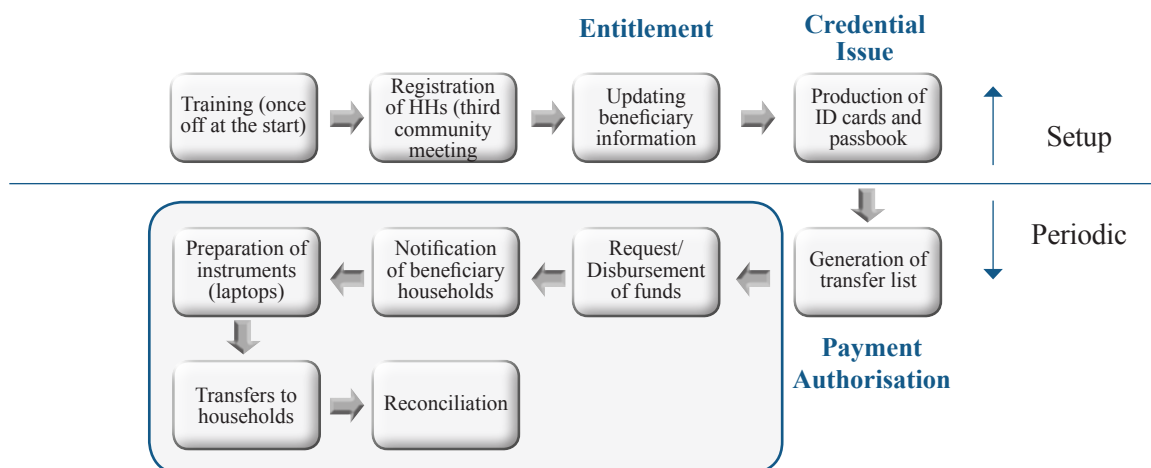 Entitlement
Credential
Issue
Training (once
off at the start)
Registration
of HHs (third
community
meeting
Updating
beneficiary
information
Production of
ID cards and
passbook
Setup
Periodic
Preparation of
instruments
(laptops)
Notification
of beneficiary
households
Request/
Disbursement
of funds
Generation of
transfer list
Payment
Authorisation
Transfers to
households
Reconciliation